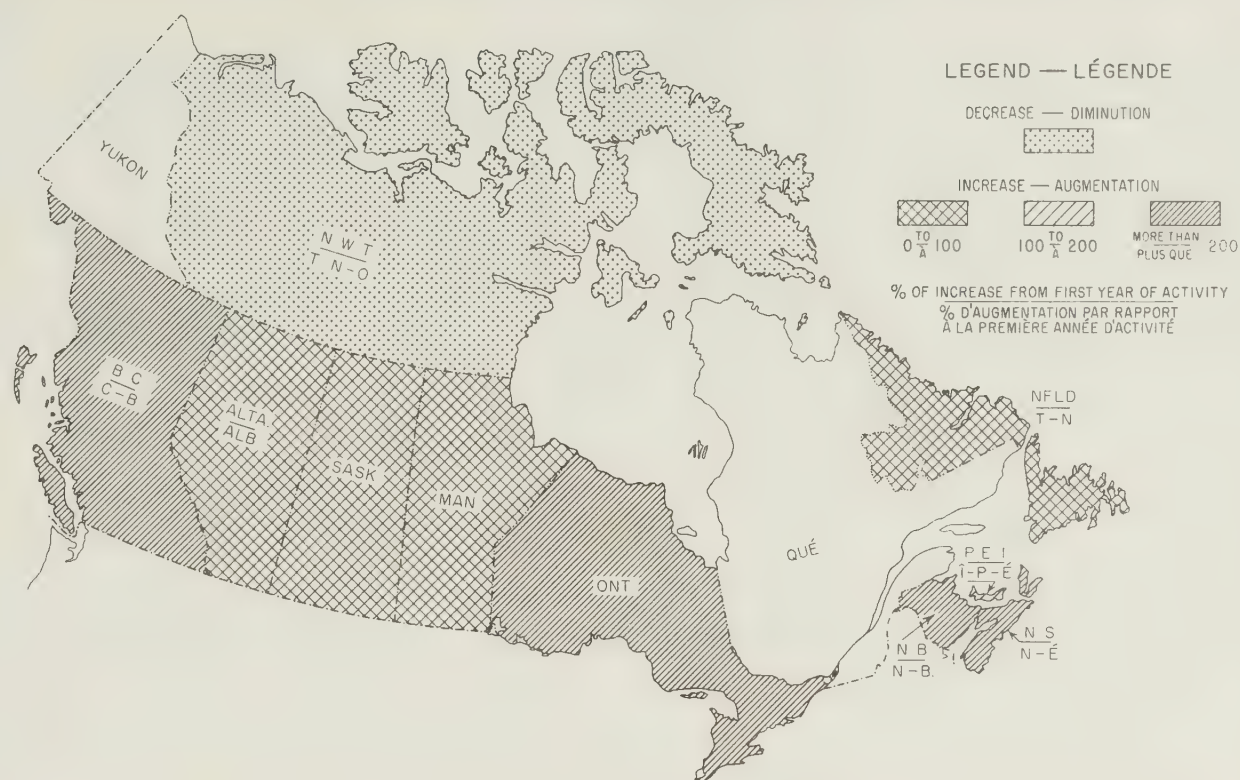 LEGEND — LÉGENDE
DECREASE — DIMINUTION
INCREASE — AUGMENTATION
0 TO/À 100
100 TO/À 200
MORE THAN/PLUS QUE 200
% OF INCREASE FROM FIRST YEAR OF ACTIVITY
% D'AUGMENTATION PAR RAPPORT
À LA PREMIÈRE ANNÉE D'ACTIVITÉ
YUKON
N W T
T N-O
B C
C-B
ALTA.
ALB
SASK
MAN
ONT
QUÉ
NFLD
T-N
P E I
Î-P-É
N S
N-É
N B
N-B.